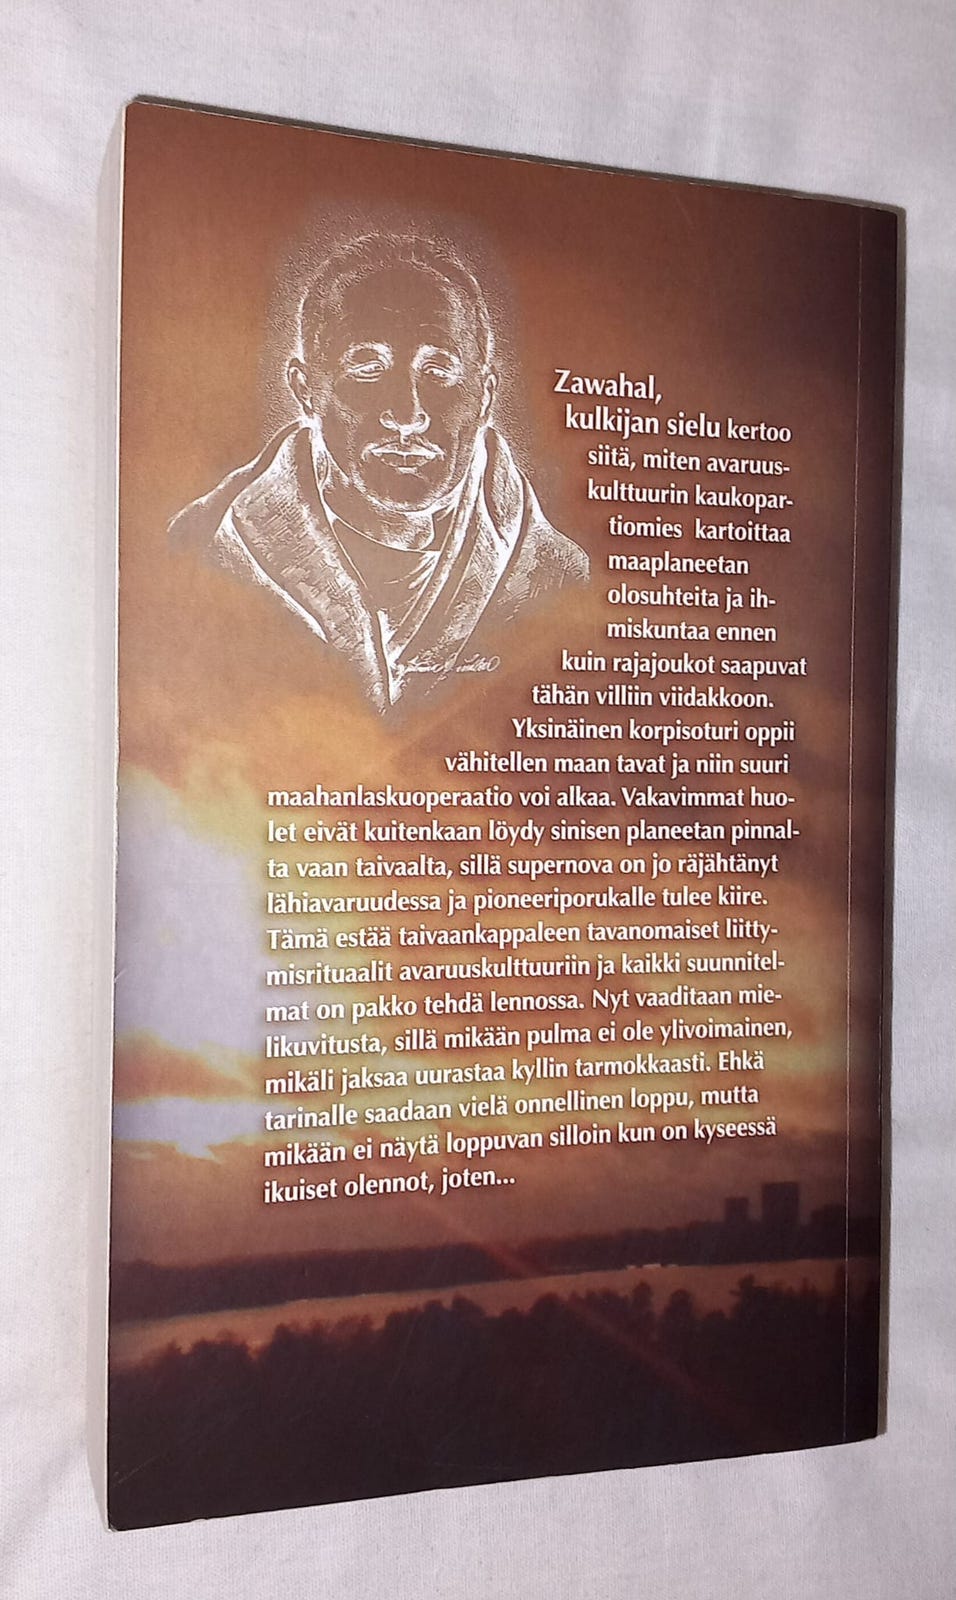 Zawahal,
kulkijan sielu kertoo
siitä, miten avaruus-
kulttuurin kaukopar-
tiomies kartoittaa
maaplaneetan
olosuhteita ja ih-
miskuntaa ennen
kuin rajajoukot saapuvat
tähän villiin viidakkoon.
Yksinäinen korpisoturi oppii
vähitellen maan tavat ja niin suuri
maahanlaskuoperaatio voi alkaa. Vakavimmat huo-
let eivät kuitenkaan löydy sinisen planeetan pinnal-
ta vaan taivaalta, sillä supernova on jo räjähtänyt
lähiavaruudessa ja pioneeriporukalle tulee kiire.
Tämä estää taivaankappaleen tavanomaiset liitty-
misrituaalit avaruuskulttuuriin ja kaikki suunnitel-
mat on pakko tehdä lennossa. Nyt vaaditaan mie-
likuvitusta, sillä mikään pulma ei ole ylivoimainen,
mikäli jaksaa uurastaa kyllin tarmokkaasti. Ehkä
tarinalle saadaan vielä onnellinen loppu, mutta
mikään ei näytä loppuvan silloin kun on kyseessä
ikuiset olennot, joten...